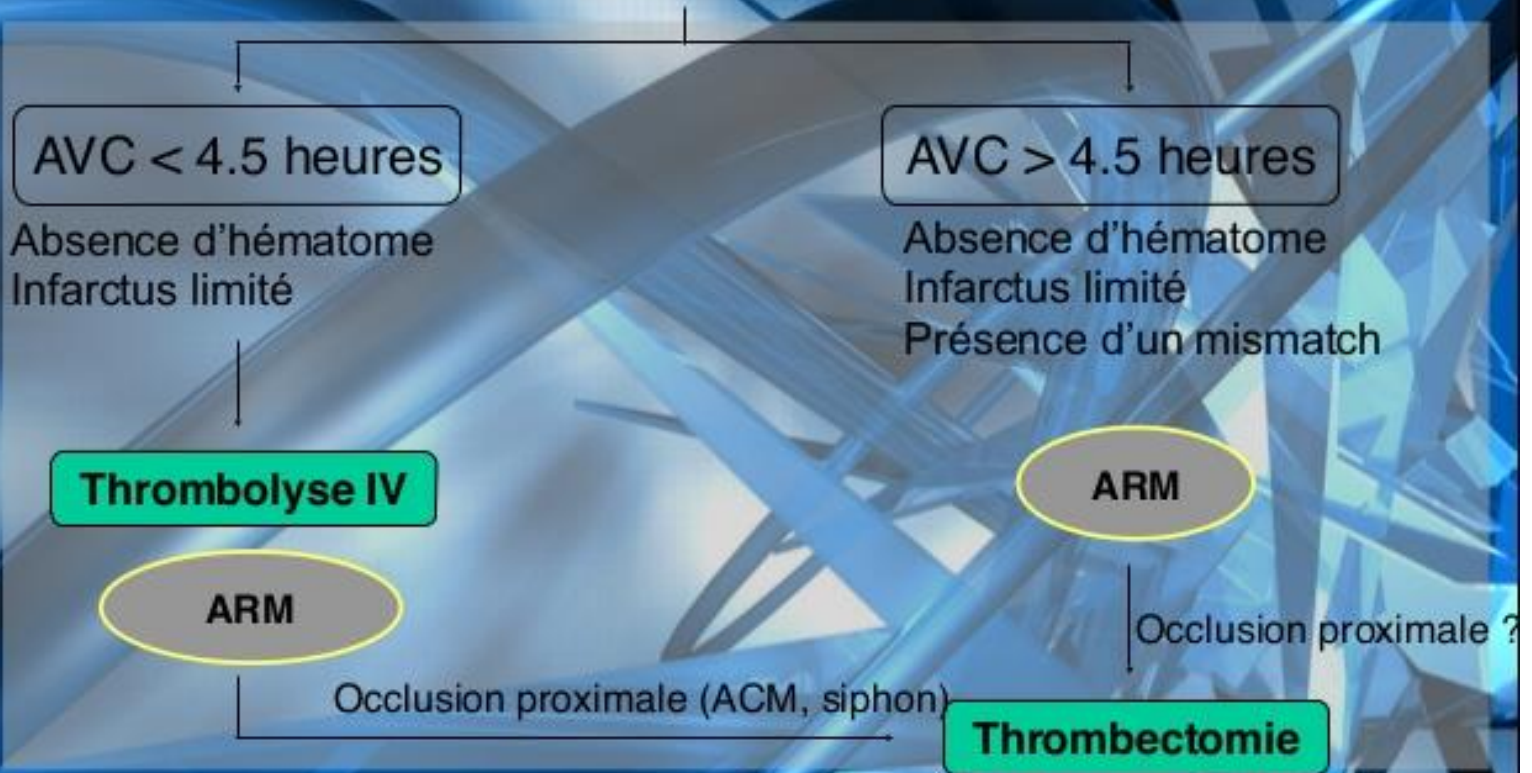 AVC < 4.5 heures
Absence d'hématome
Infarctus limité
Thrombolyse IV
ARM
Occlusion proximale (ACM, siphon)
AVC > 4.5 heures
Absence d'hématome
Infarctus limité
Présence d'un mismatch
ARM
Occlusion proximale ?
Thrombectomie